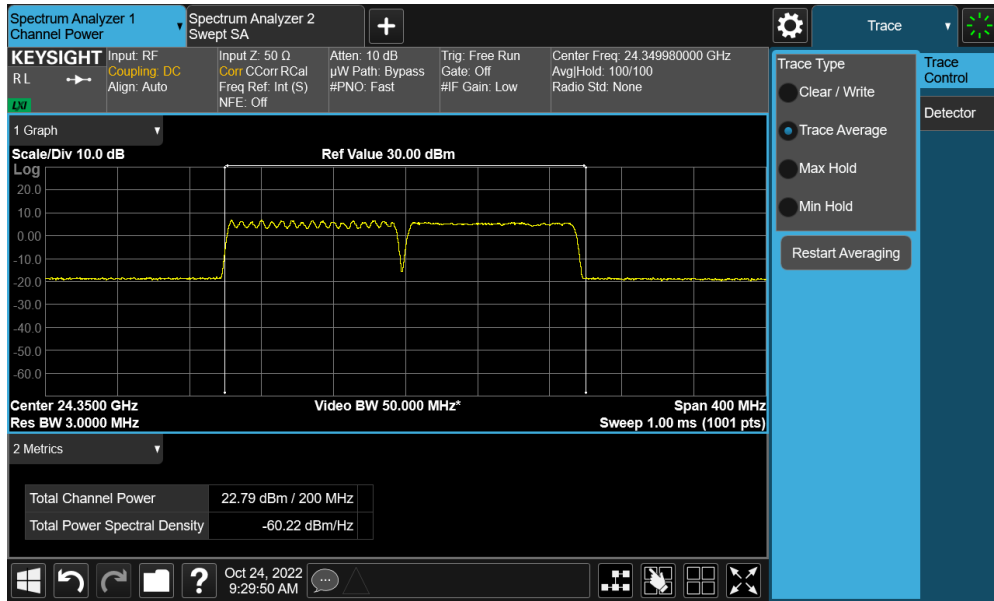 Spectrum Analyzer 1
Channel Power
Spectrum Analyzer 2
Swept SA
Trace
KEYSIGHT
R L
LXI
Input: RF
Coupling: DC
Align: Auto
Input Z: 50 Ω
Corr CCorr RCal
Freq Ref: Int (S)
NFE: Off
Atten: 10 dB
µW Path: Bypass
#PNO: Fast
Trig: Free Run
Gate: Off
#IF Gain: Low
Center Freq: 24.349980000 GHz
Avg|Hold: 100/100
Radio Std: None
1 Graph
Scale/Div 10.0 dB
Ref Value 30.00 dBm
Log
20.0
10.0
0.00
-10.0
-20.0
-30.0
-40.0
-50.0
-60.0
Center 24.3500 GHz
Video BW 50.000 MHz*
Span 400 MHz
Res BW 3.0000 MHz
Sweep 1.00 ms (1001 pts)
2 Metrics
Total Channel Power 22.79 dBm / 200 MHz
Total Power Spectral Density -60.22 dBm/Hz
Oct 24, 2022
9:29:50 AM
Trace Type
Clear / Write
Trace Average
Max Hold
Min Hold
Restart Averaging
Trace
Control
Detector